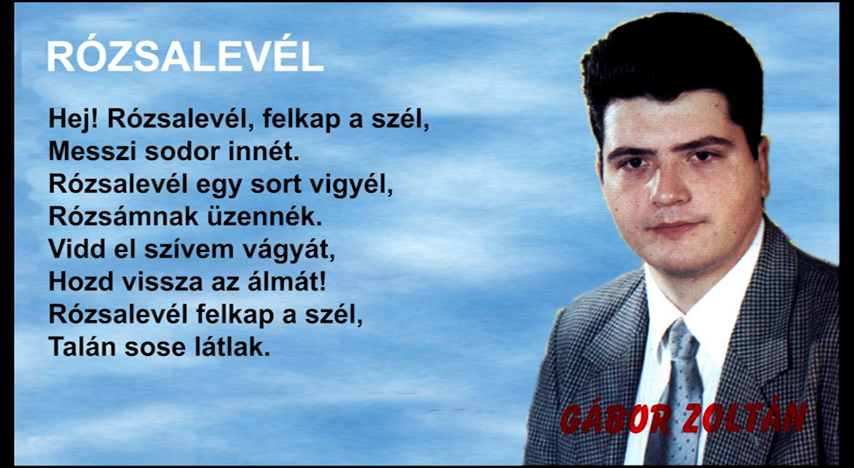 RÓZSALEVÉL
Hej! Rózsalevél, felkap a szél,
Messzi sodor innét.
Rózsalevél egy sort vigyél,
Rózsámnak üzennék.
Vidd el szívem vágyát,
Hozd vissza az álmát!
Rózsalevél felkap a szél,
Talán sose látlak.
GÁBOR ZOLTÁN